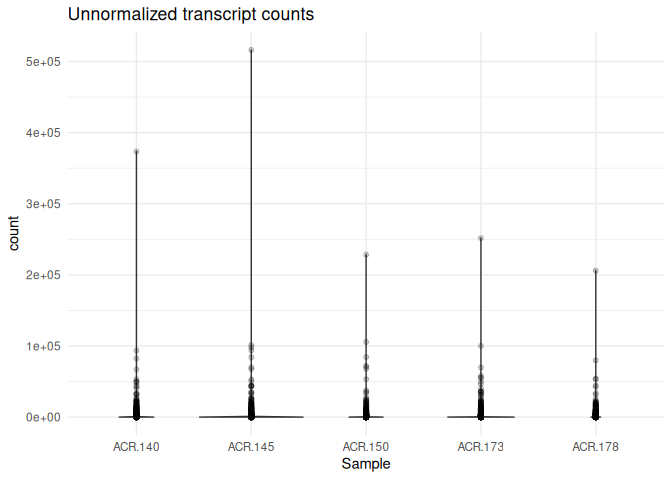 Unnormalized transcript counts
5e+05
4e+05
3e+05
2e+05
1e+05
0e+00
count
ACR.140 ACR.145 ACR.150 ACR.173 ACR.178
Sample